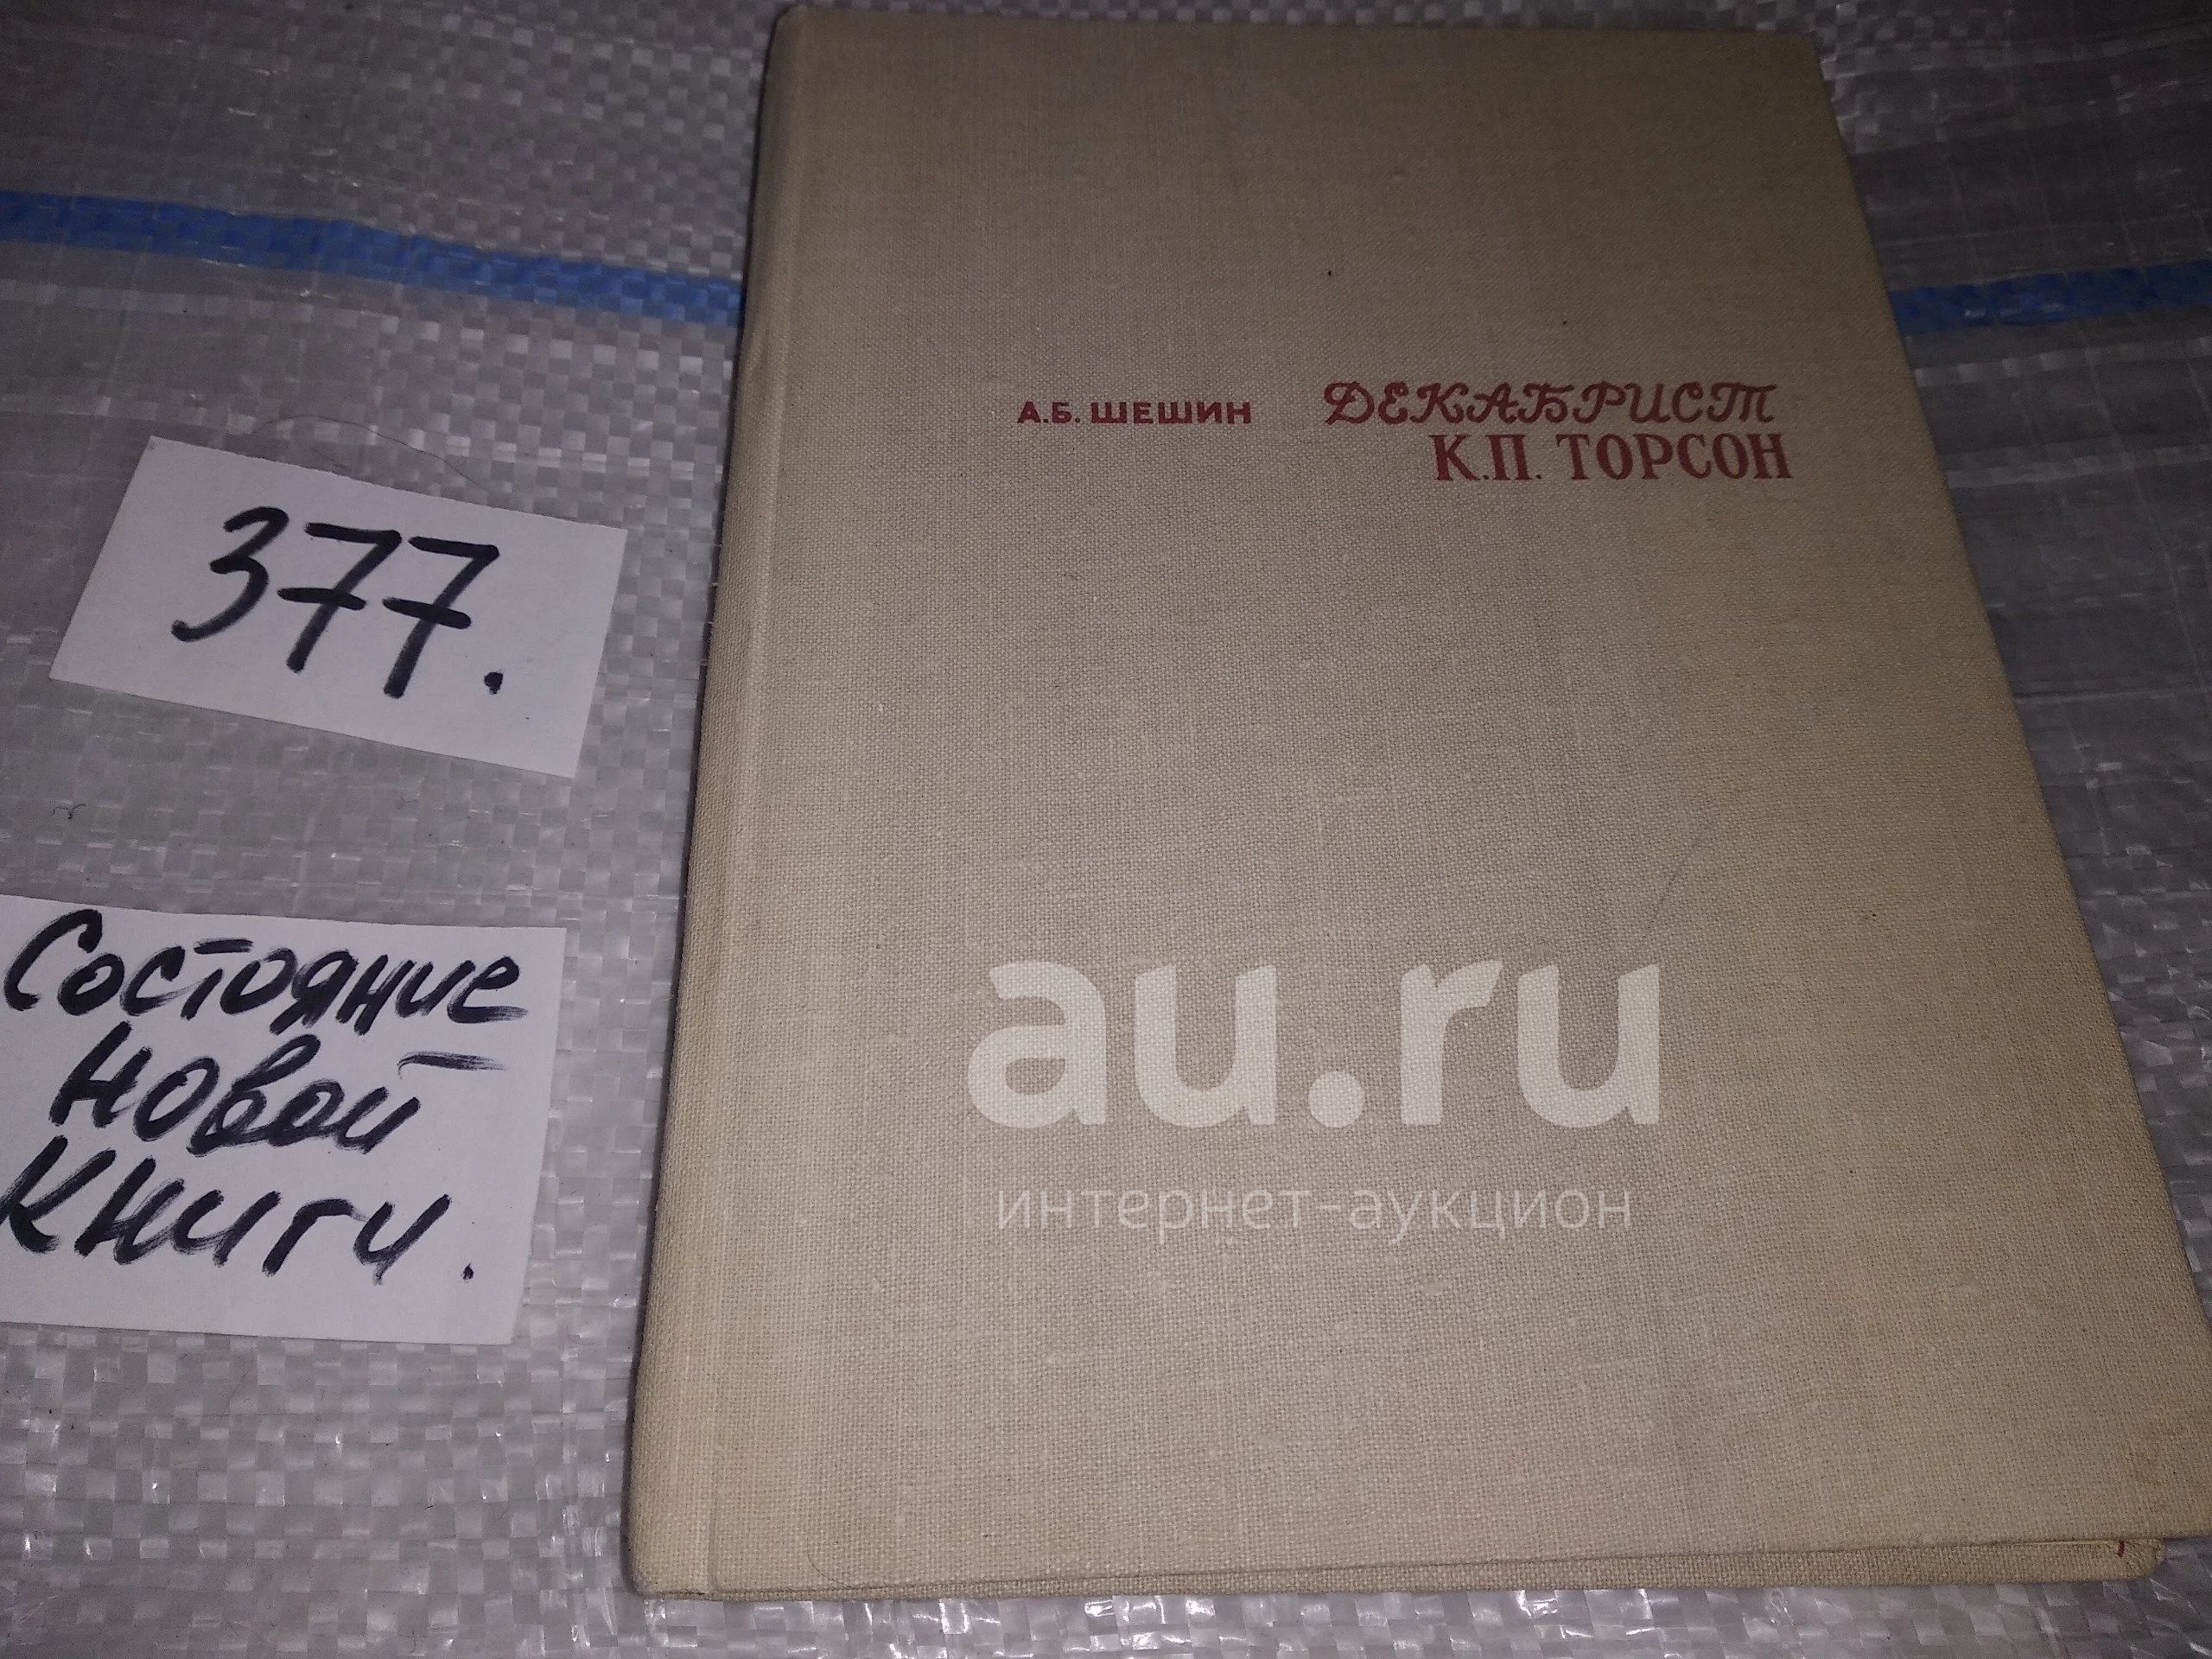 А.Б. ШЕШИН
ДЕКАБРИСТ
К.П. ТОРСОН
377.
Состояние
новой
книги.
au.ru
интернет-аукцион